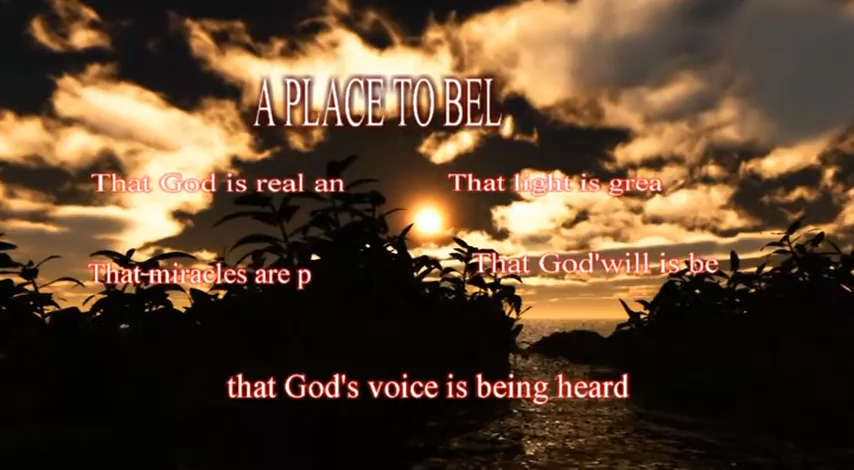 A PLACE TO BEL
That God is real an
That light is grea
That miracles are p
That God'will is be
that God's voice is being heard